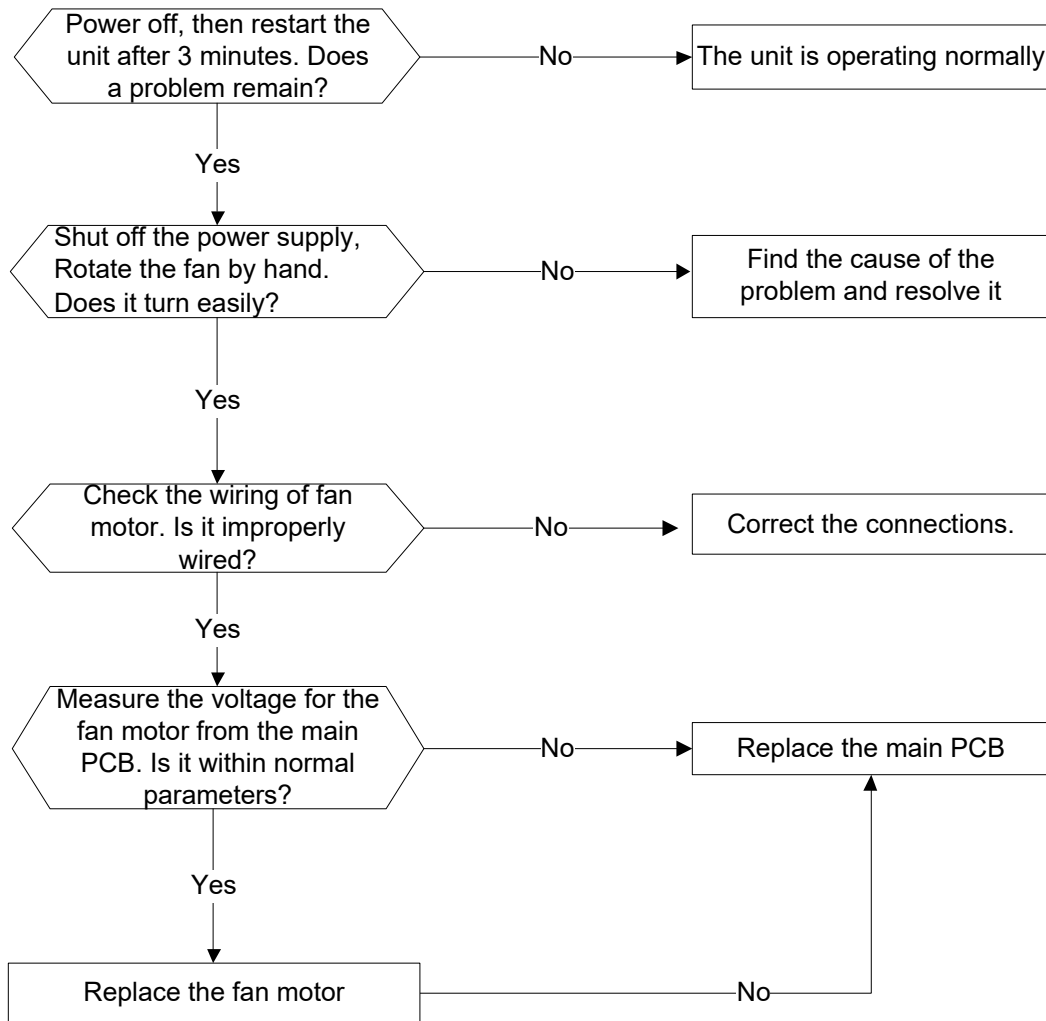 Power off, then restart the
unit after 3 minutes. Does
a problem remain?
No
The unit is operating normally
Yes
Shut off the power supply,
Rotate the fan by hand.
Does it turn easily?
No
Find the cause of the
problem and resolve it
Yes
Check the wiring of fan
motor. Is it improperly
wired?
No
Correct the connections.
Yes
Measure the voltage for the
fan motor from the main
PCB. Is it within normal
parameters?
No
Replace the main PCB
Yes
Replace the fan motor
No